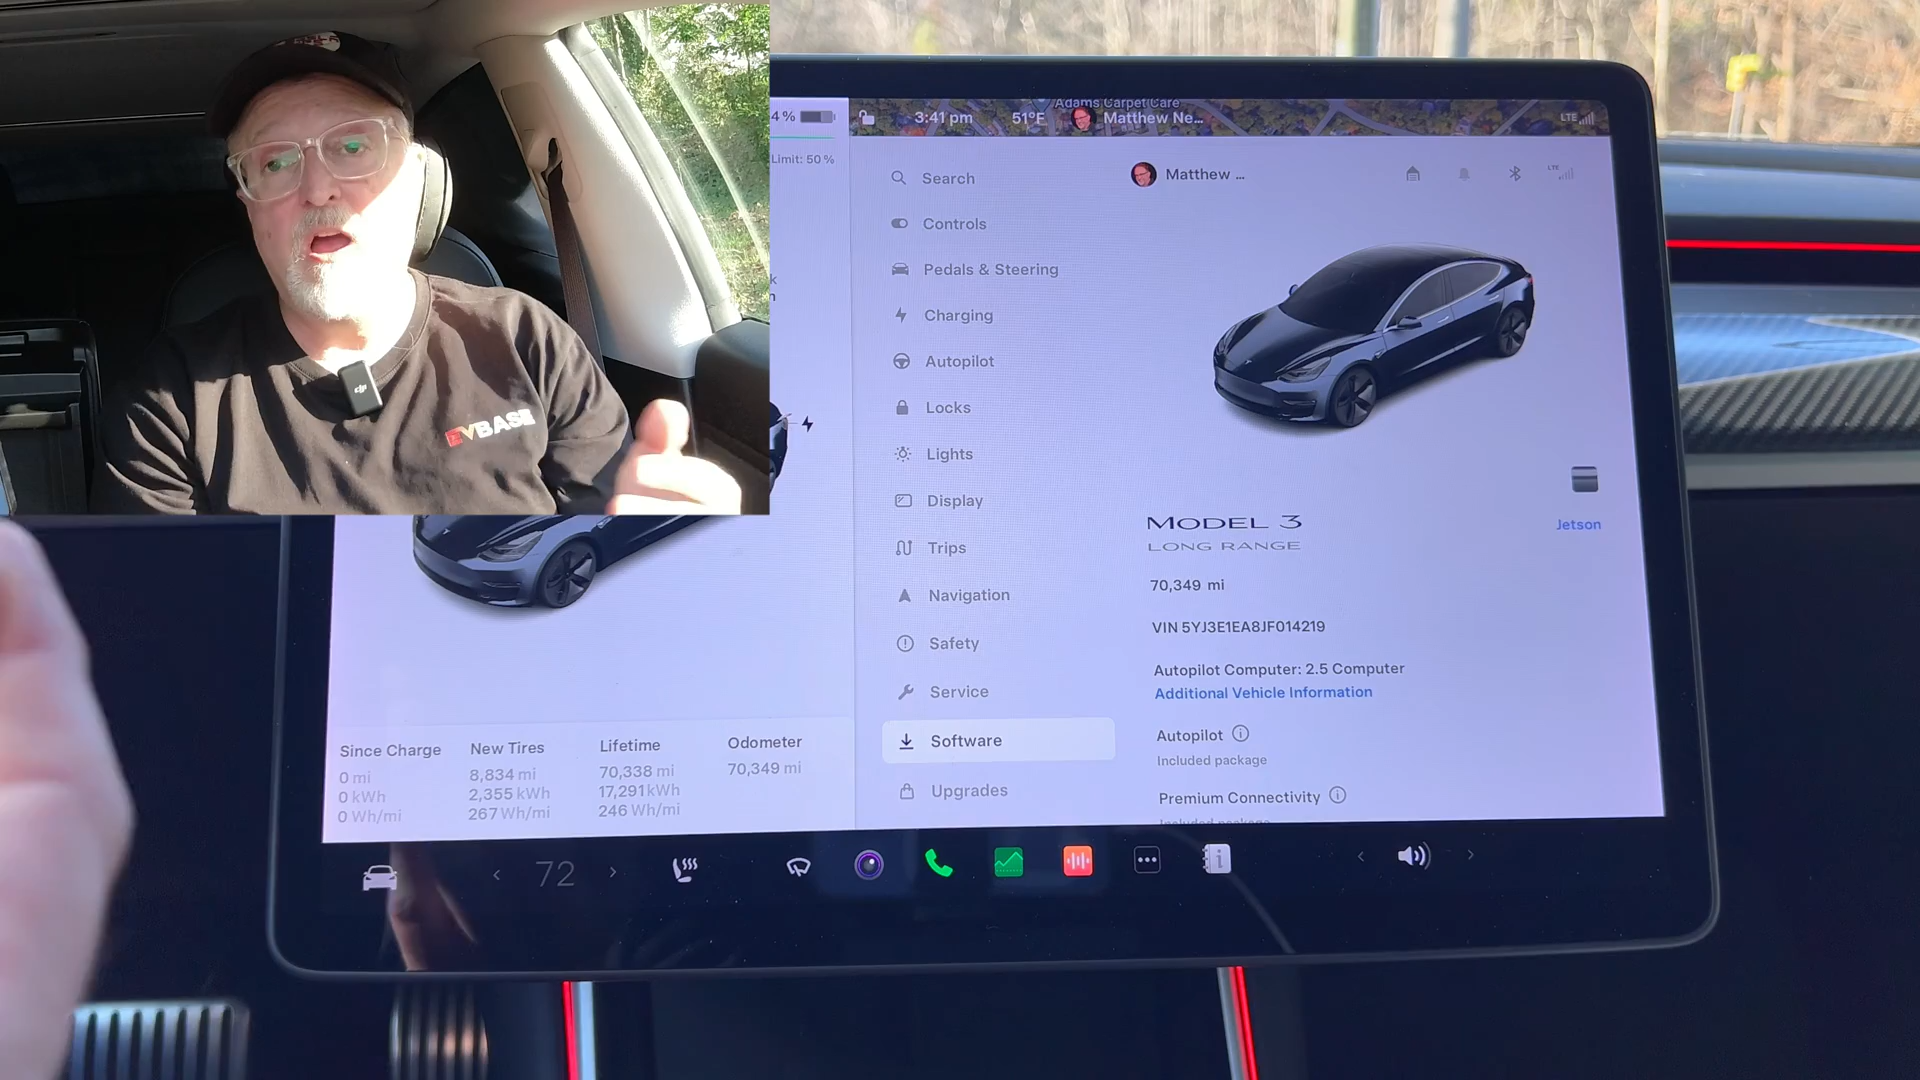 Adams Carpet Care
4%
3:41 pm
51°F
Matthew Ne...
LTE
Limit: 50%
Search
Matthew ...
LTE
Controls
Pedals & Steering
Charging
Autopilot
Locks
Lights
Display
Trips
Navigation
Safety
Service
Software
Upgrades
Jetson
MODEL 3
LONG RANGE
70,349 mi
VIN 5YJ3E1EA8JF014219
Autopilot Computer: 2.5 Computer
Additional Vehicle Information
Autopilot
Included package
Premium Connectivity
Included package
Since Charge
0 mi
0 kWh
0 Wh/mi
New Tires
8,834 mi
2,355 kWh
267 Wh/mi
Lifetime
70,338 mi
17,291 kWh
246 Wh/mi
Odometer
70,349 mi
72
EVBASE
dji